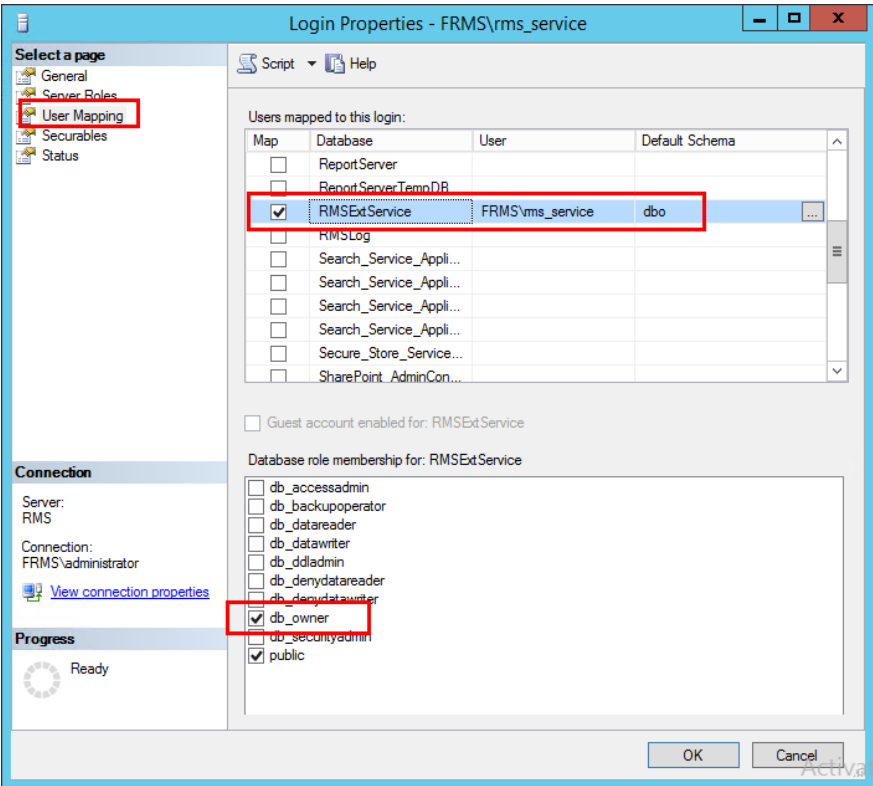 Login Properties - FRMS\rms_service
Select a page
General
Server Roles
User Mapping
Securables
Status
Script Help
Users mapped to this login:
Map Database User Default Schema
ReportServer
ReportServerTempDB
RMSExtService FRMS\rms_service dbo ...
RMSLog
Search_Service_Appli...
Search_Service_Appli...
Search_Service_Appli...
Search_Service_Appli...
Secure_Store_Service...
SharePoint_AdminCon...
Guest account enabled for: RMSExtService
Database role membership for: RMSExtService
db_accessadmin
db_backupoperator
db_datareader
db_datawriter
db_ddladmin
db_denydatareader
db_denydatawriter
db_owner
db_securityadmin
public
Connection
Server:
RMS
Connection:
FRMS\administrator
View connection properties
Progress
Ready
OK Cancel
Activa